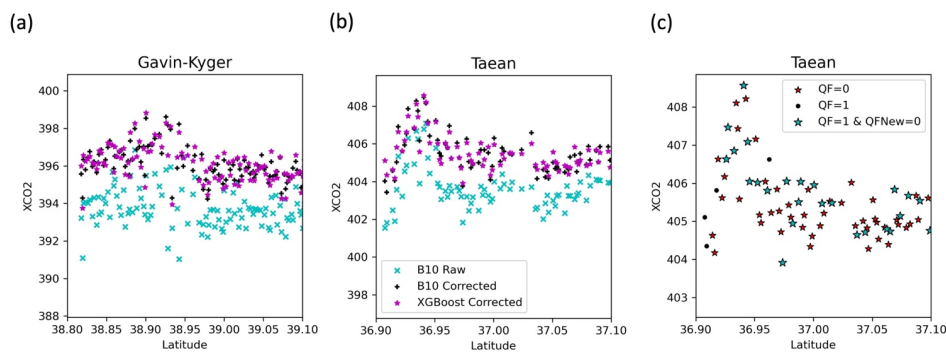 (a)
(b)
(c)
Gavin-Kyger
Taean
Taean
XCO2
400
398
396
394
392
390
388
38.80 38.85 38.90 38.95 39.00 39.05 39.10
Latitude
XCO2
408
406
404
402
400
398
36.90 36.95 37.00 37.05 37.10
Latitude
B10 Raw
B10 Corrected
XGBoost Corrected
XCO2
408
407
406
405
404
403
36.90 36.95 37.00 37.05 37.10
Latitude
QF=0
QF=1
QF=1 & QFNew=0